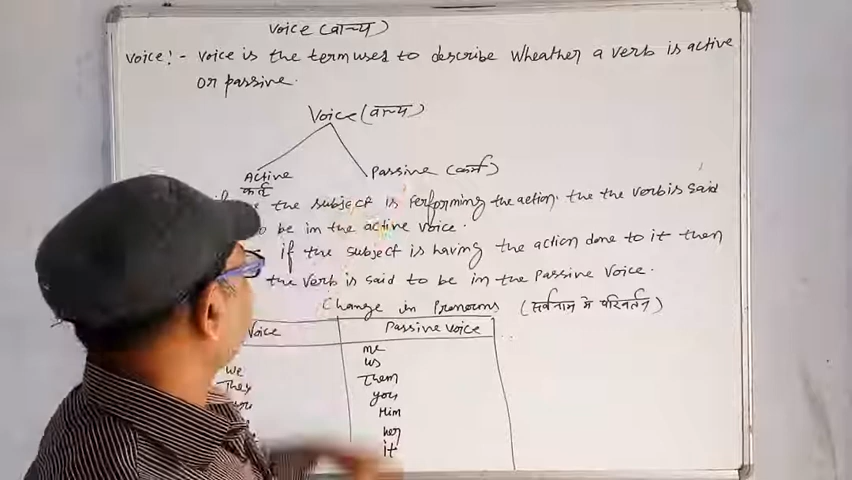 Voice (वाच्य)
Voice:- Voice is the term used to describe wheather a verb is active
or passive.
Voice (वाच्य)
Active
Passive (कर्म)
कर्तृ
if the subject is performing the action. the the verb is said
to be in the active voice.
if the subject is having the action done to it then
the verb is said to be in the passive voice.
Change in Pronouns (सर्वनाम में परिवर्तन)
Voice
Passive voice
me
we us
They Them
you
Him
her
it